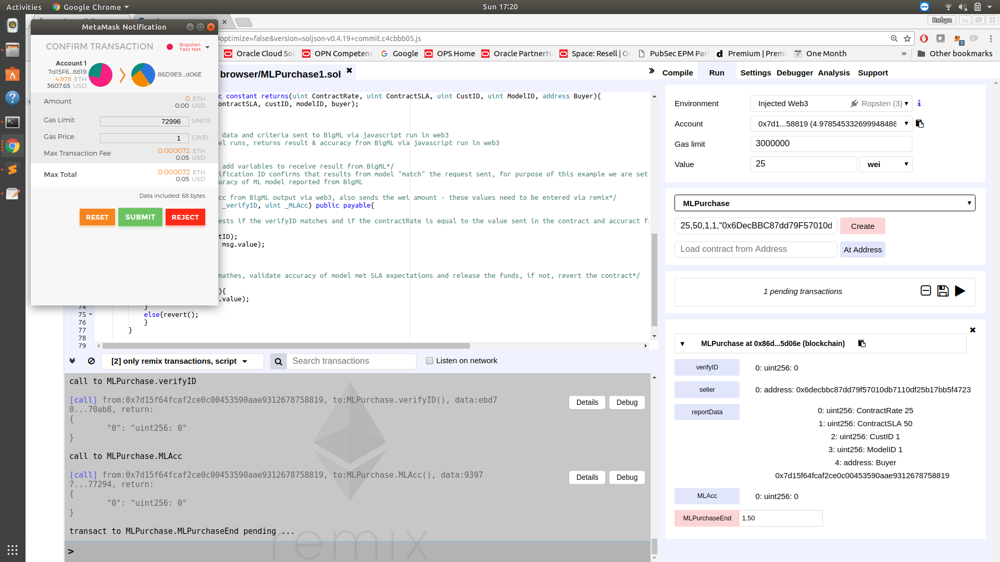 Activities
Google Chrome
Sun 17:20
Robyn
MetaMask Notification
CONFIRM TRANSACTION
Ropsten
Test Net
Account 1
7d15F6...8819
4.978 ETH
3607.65 USD
86D9E9...d06E
Amount
0 ETH
0.00 USD
Gas Limit
72996 UNITS
Gas Price
1 GWEI
Max Transaction Fee
0.000072 ETH
0.05 USD
Max Total
0.000072 ETH
0.05 USD
Data included: 68 bytes
RESET SUBMIT REJECT
#optimize=false&version=soljson-v0.4.19+commit.c4cbbb05.js
1
Oracle Cloud Sol
OPN Competenc
Google
OPS Home
Oracle PartnerN
Space: Resell | O
PubSec EPM Par
Premium | Premi
One Month
»
Other bookmarks
browser/MLPurchase1.sol
c constant returns(uint ContractRate, uint ContractSLA, uint CustID, uint ModelID, address Buyer){
ontractSLA, custID, modelID, buyer);
data and criteria sent to BigML via javascript run in web3
el runs, returns result & accuracy from BigML via javascript run in web3
add variables to receive result from BigML*/
ification ID confirms that results from model "match" the request sent, for purpose of this example we are set
uracy of ML model reported from BigML
cc from BigML output via web3, also sends the wei amount - these values need to be entered via remix*/
_verifyID, uint _MLAcc) public payable{
ests if the verifyID matches and if the contractRate is equal to the value sent in the contract and accuract f
tID);
msg.value);
mathes, validate accuracy of model met SLA expectations and release the funds, if not, revert the contract*/
){
.value);
74 }
75 else{revert();
76 }
77 }
78
79
[2] only remix transactions, script
Search transactions
Listen on network
call to MLPurchase.verifyID
[call] from:0x7d15f64fcaf2ce0c00453590aae9312678758819, to:MLPurchase.verifyID(), data:ebd7
0...70ab8, return:
{
"0": "uint256: 0"
}
Details Debug
call to MLPurchase.MLAcc
[call] from:0x7d15f64fcaf2ce0c00453590aae9312678758819, to:MLPurchase.MLAcc(), data:9397
7...77294, return:
{
"0": "uint256: 0"
}
Details Debug
transact to MLPurchase.MLPurchaseEnd pending ...
remix
>
Compile Run Settings Debugger Analysis Support
Environment
Injected Web3 Ropsten (3)
Account
0x7d1...58819 (4.978545332699948488
Gas limit
3000000
Value
25
wei
MLPurchase
25,50,1,1,"0x6DecBBC87dd79F57010d
Create
Load contract from Address
At Address
1 pending transactions
MLPurchase at 0x86d...5d06e (blockchain)
verifyID
0: uint256: 0
seller
0: address: 0x6decbbc87dd79f57010db7110df25b17bb5f4723
reportData
0: uint256: ContractRate 25
1: uint256: ContractSLA 50
2: uint256: CustID 1
3: uint256: ModelID 1
4: address: Buyer
0x7d15f64fcaf2ce0c00453590aae9312678758819
MLAcc
0: uint256: 0
MLPurchaseEnd
1,50